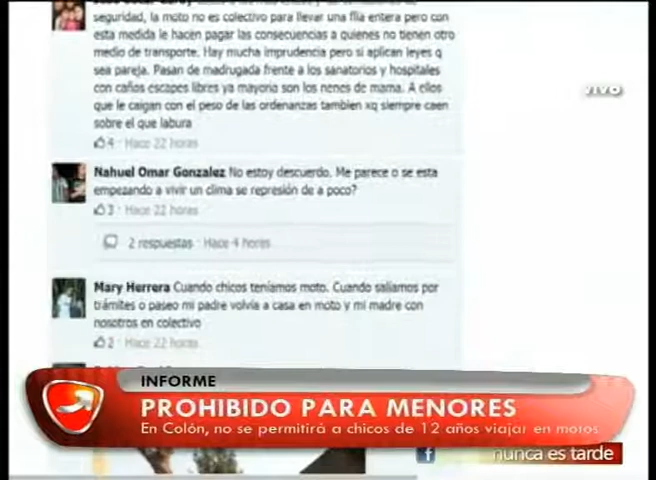 seguridad, la moto no es colectivo para llevar una flia entera pero con
esta medida le hacen pagar las consecuencias a quienes no tienen otro
medio de transporte. Hay mucha imprudencia pero si aplican leyes q
sea pareja. Pasan de madrugada frente a los sanatorios y hospitales
con caños escapes libres ya mayoria son los nenes de mama. A ellos
que le caigan con el peso de las ordenanzas tambien xq siempre caen
sobre el que labura
4 · Hace 22 horas
VIVO
Nahuel Omar Gonzalez No estoy descuerdo. Me parece o se esta
empezando a vivir un clima se represión de a poco?
3 · Hace 22 horas
2 respuestas · Hace 4 horas
Mary Herrera Cuando chicos teníamos moto. Cuando saliamos por
trámites o paseo mi padre volvía a casa en moto y mi madre con
nosotros en colectivo
2 · Hace 22 horas
INFORME
PROHIBIDO PARA MENORES
En Colón, no se permitirá a chicos de 12 años viajar en motos
f nunca es tarde